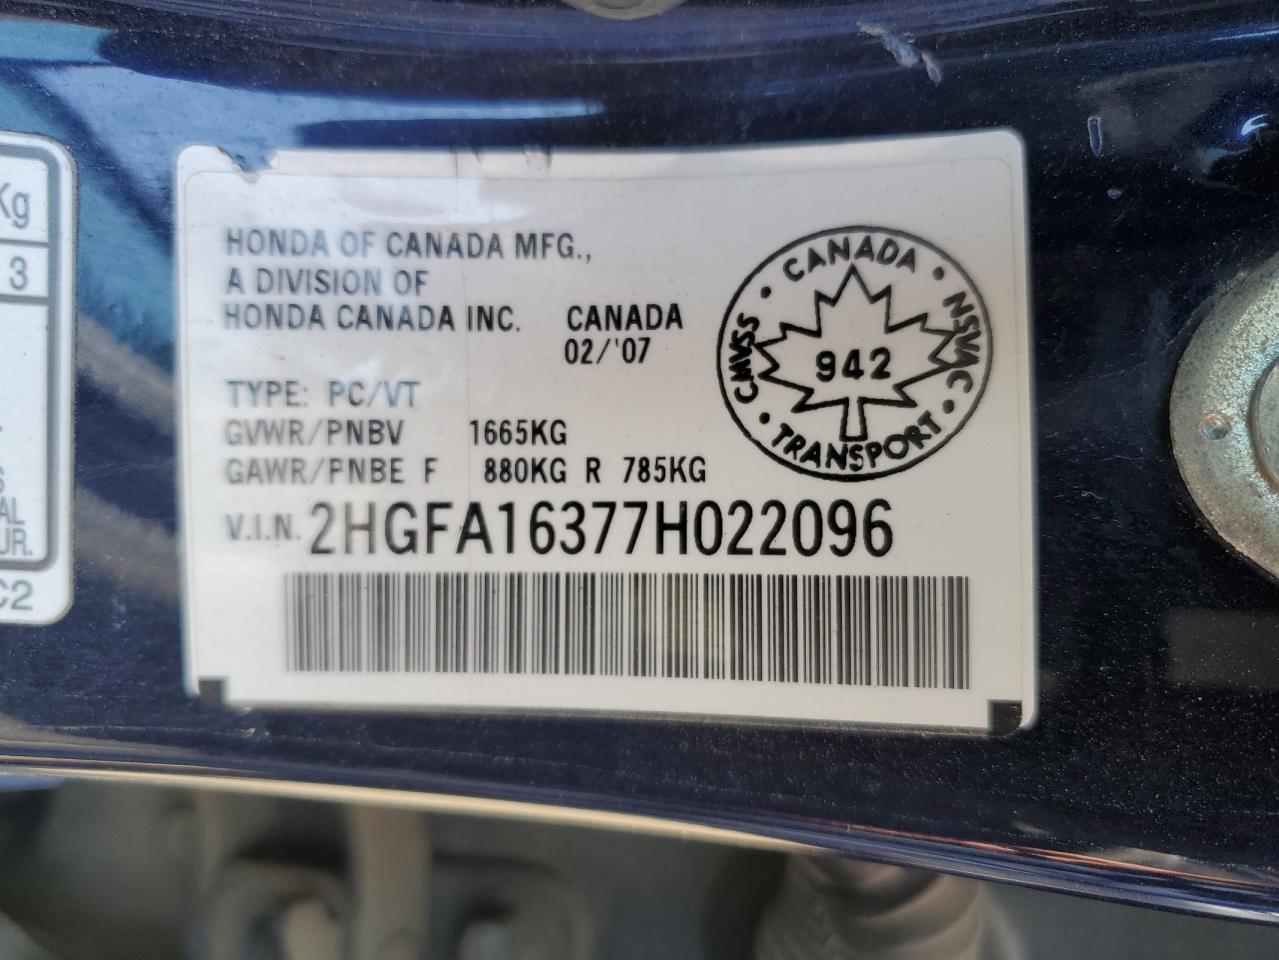 HONDA OF CANADA MFG.,
A DIVISION OF
HONDA CANADA INC. CANADA
02/'07
TYPE: PC/VT
GVWR/PNBV 1665KG
GAWR/PNBE F 880KG R 785KG
V.I.N. 2HGFA16377H022096
CANADA
NSVAC
TRANSPORT
CMVSS
942
Kg
3
AL
UR.
C2